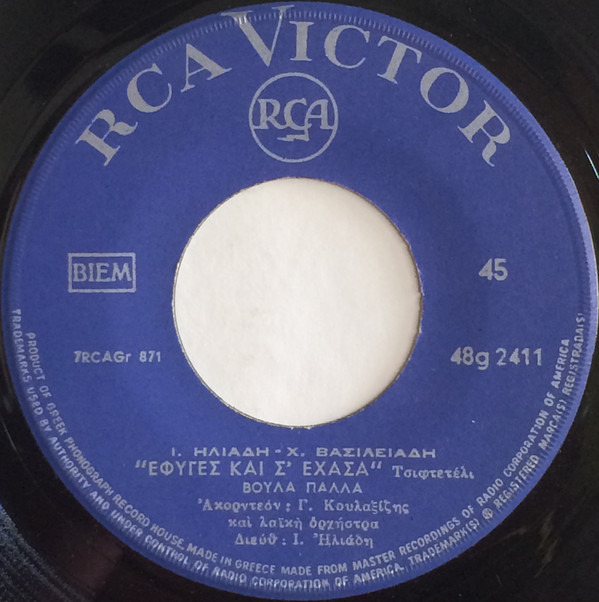 RCA VICTOR
RCA
BIEM
45
7RCAGr 871
48g 2411
Ι. ΗΛΙΑΔΗ - Χ. ΒΑΣΙΛΕΙΑΔΗ
"ΕΦΥΓΕΣ ΚΑΙ Σ' ΕΧΑΣΑ" Τσιφτετέλι
ΒΟΥΛΑ ΠΑΛΛΑ
Ἀκορντεόν : Γ. Κουλαξίζης
καὶ λαϊκὴ ὀρχήστρα
Διευθ : Ι. Ἠλιάδη
PRODUCT OF GREEK PHONOGRAPH RECORD HOUSE, MADE IN GREECE MADE FROM MASTER RECORDINGS OF RADIO CORPORATION OF AMERICA
TRADEMARKS USED BY AUTHORITY AND UNDER CONTROL OF RADIO CORPORATION OF AMERICA, TRADEMARK(S) ® REGISTERED, MARCA(S) REGISTRADA(S)